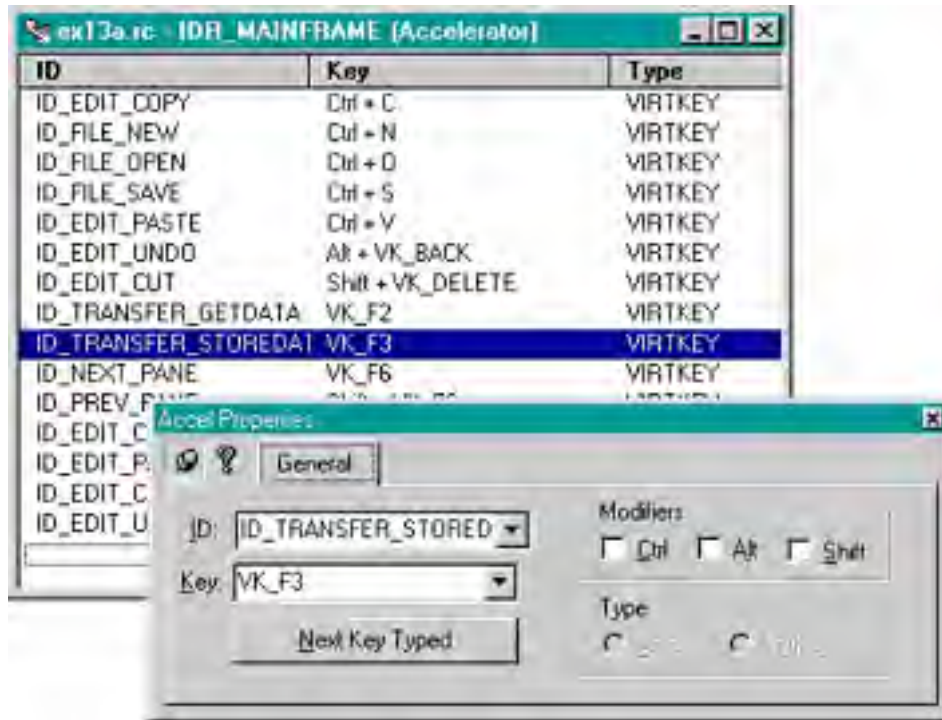 ex13a.rc - IDR_MAINFRAME (Accelerator)
ID Key Type
ID_EDIT_COPY Ctrl + C VIRTKEY
ID_FILE_NEW Ctrl + N VIRTKEY
ID_FILE_OPEN Ctrl + O VIRTKEY
ID_FILE_SAVE Ctrl + S VIRTKEY
ID_EDIT_PASTE Ctrl + V VIRTKEY
ID_EDIT_UNDO Alt + VK_BACK VIRTKEY
ID_EDIT_CUT Shift + VK_DELETE VIRTKEY
ID_TRANSFER_GETDATA VK_F2 VIRTKEY
ID_TRANSFER_STOREDAT VK_F3 VIRTKEY
ID_NEXT_PANE VK_F6 VIRTKEY
ID_PREV_PANE
ID_EDIT_C
ID_EDIT_P
ID_EDIT_C
ID_EDIT_U
Accel Properties
General
ID: ID_TRANSFER_STORED
Key: VK_F3
Next Key Typed
Modifiers
Ctrl Alt Shift
Type